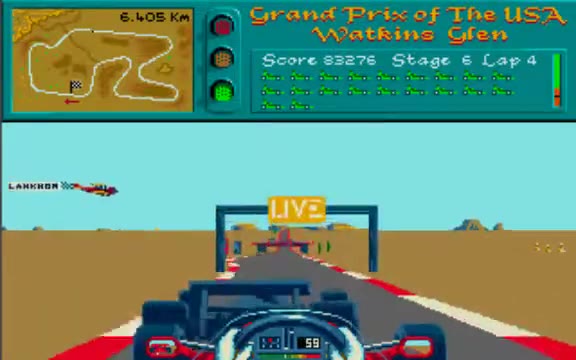 6.405 KM
Grand Prix of The USA
Watkins Glen
Score 83276 Stage 6 Lap 4
LANKHOR
LIVE
59